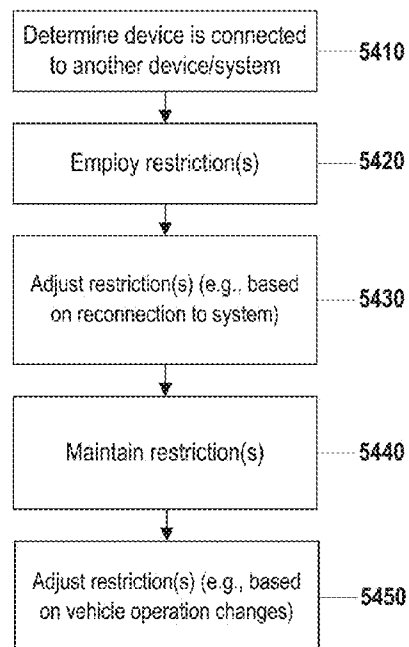 Determine device is connected
to another device/system
5410
Employ restriction(s)
5420
Adjust restriction(s) (e.g., based
on reconnection to system)
5430
Maintain restriction(s)
5440
Adjust restriction(s) (e.g., based
on vehicle operation changes)
5450